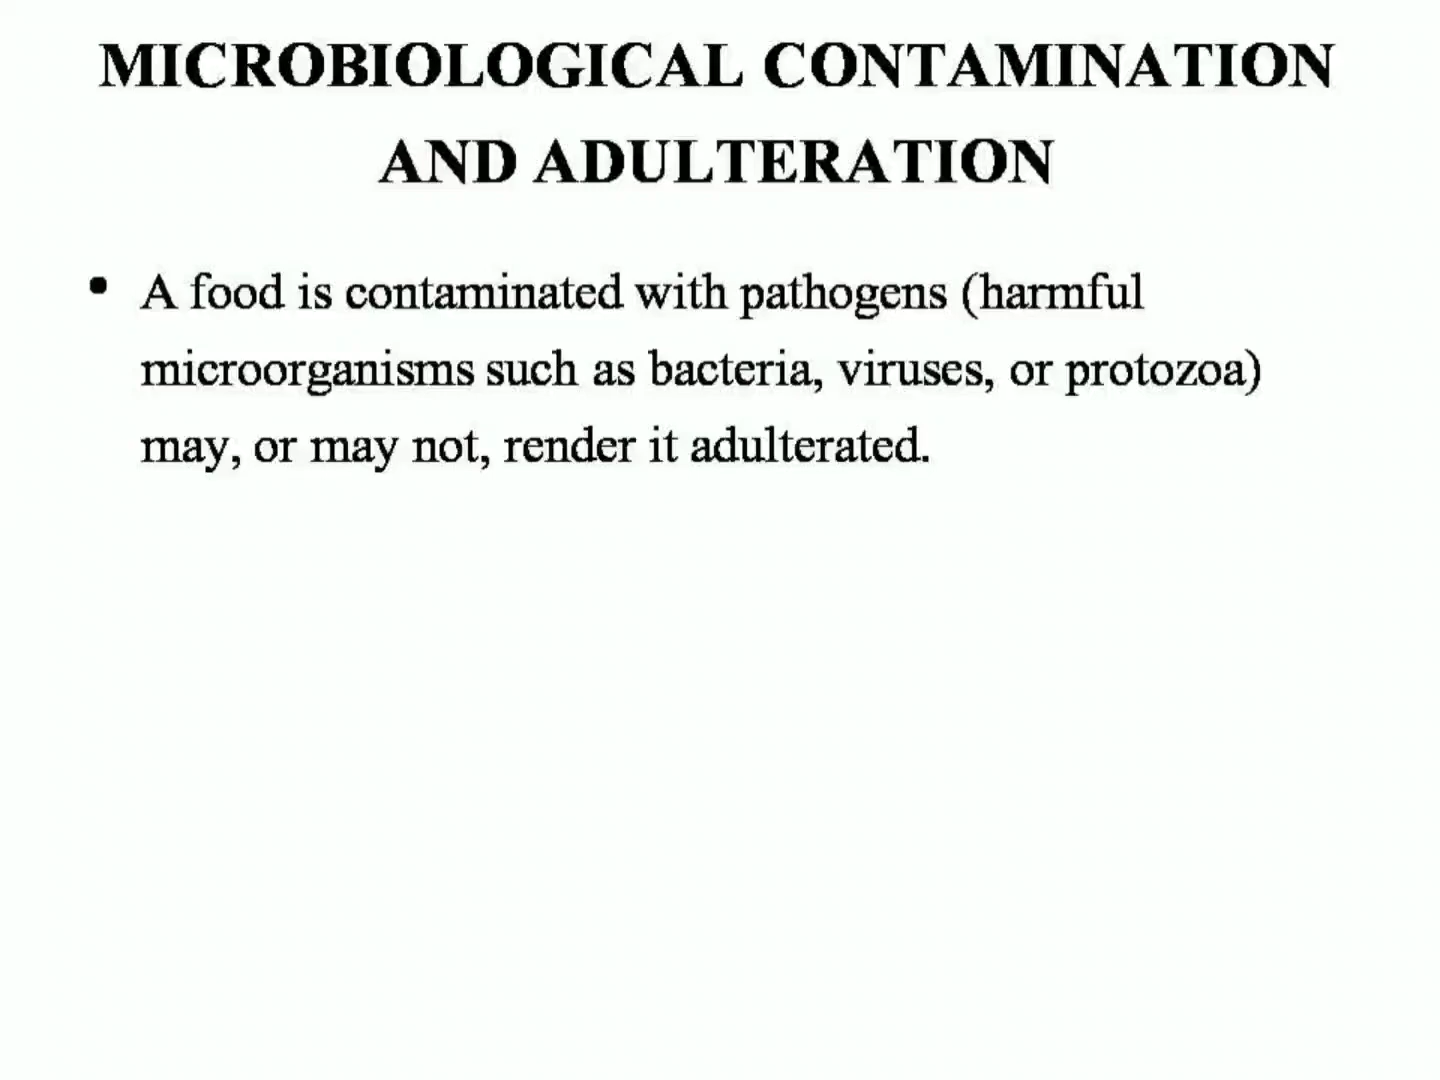 MICROBIOLOGICAL CONTAMINATION
AND ADULTERATION
• A food is contaminated with pathogens (harmful
microorganisms such as bacteria, viruses, or protozoa)
may, or may not, render it adulterated.